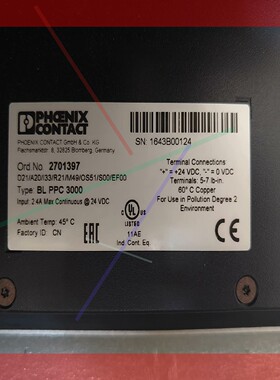 PHOENIX CONTACT
PHOENIX CONTACT GmbH & Co. KG
Flachsmarktstr. 8, 32825 Blomberg, Germany
SN: 1643B00124
Ord No. 2701397
D21/A20/I33/R21/M49/OS51/S00/EF00
Type: BL PPC 3000
Input: 2.4A Max Continuous @ 24 VDC
Ambient Temp: 45° C
Factory ID: CN
UL US LISTED
11AE
Ind. Cont. Eq.
Terminal Connections:
"+" = +24 VDC, "-" = 0 VDC
Terminals: 5-7 lb-in.
60° C Copper
For Use in Pollution Degree 2
Environment